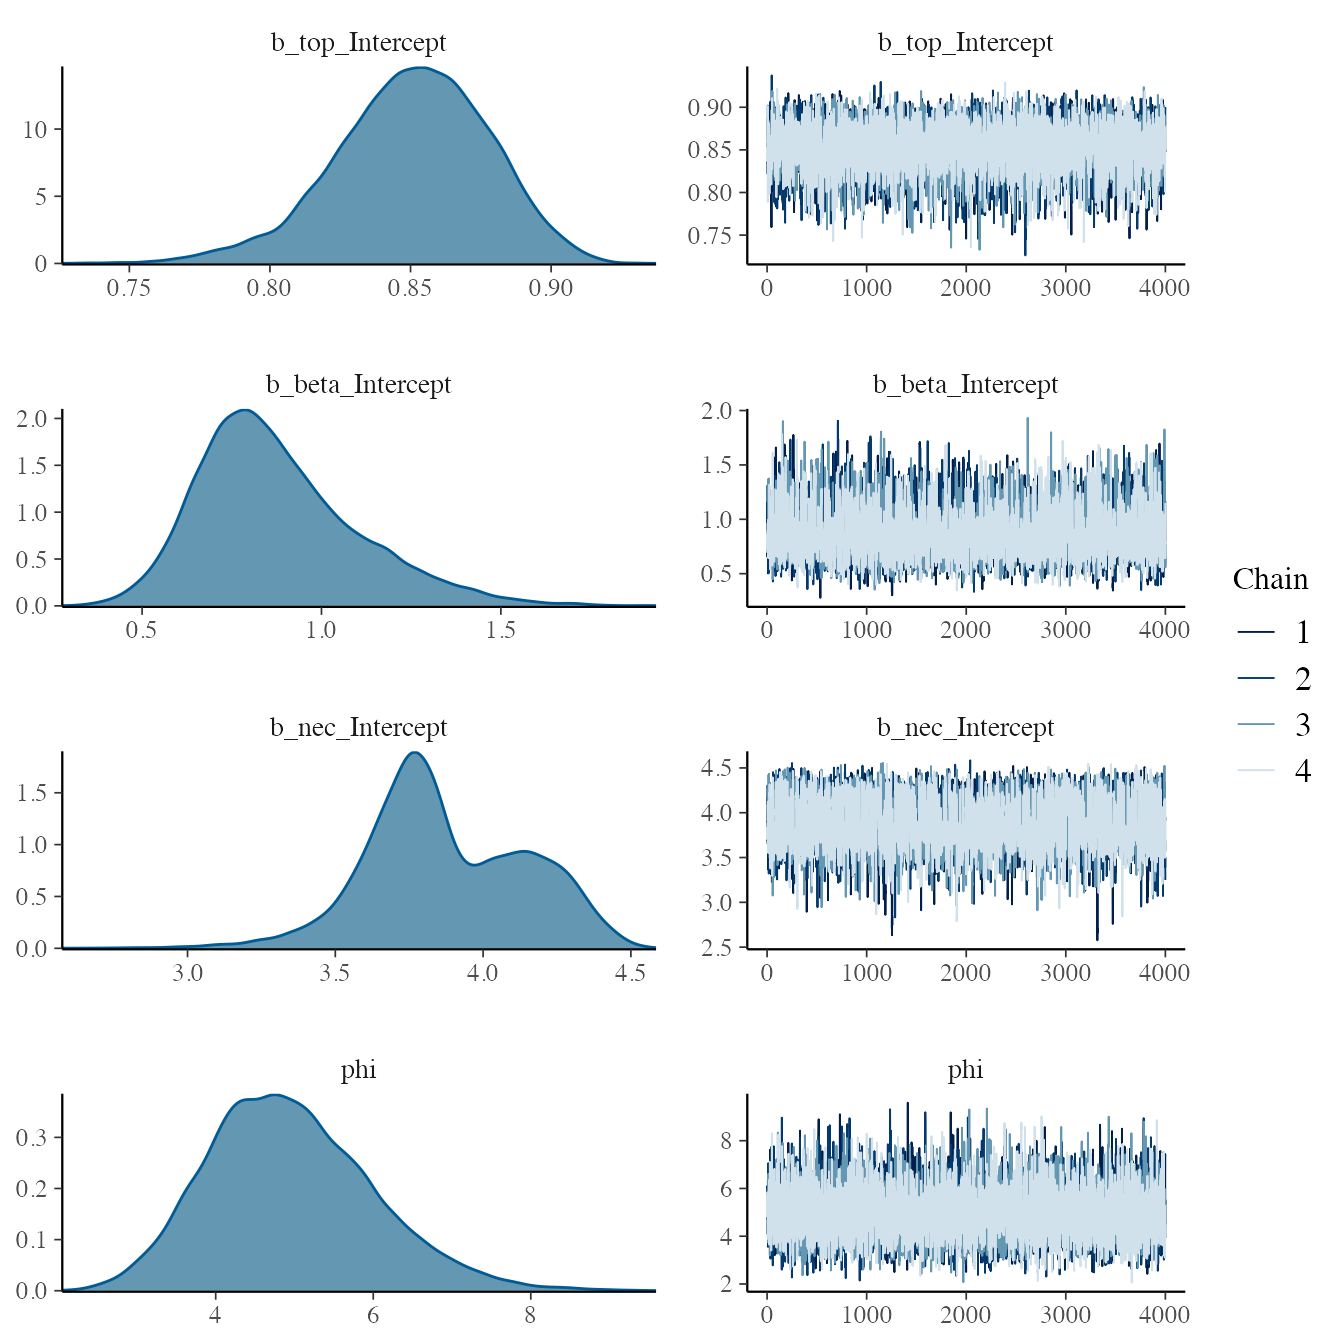 b_top_Intercept b_top_Intercept
10
5
0
0.75 0.80 0.85 0.90
0.90
0.85
0.80
0.75
0 1000 2000 3000 4000
b_beta_Intercept b_beta_Intercept
2.0
1.5
1.0
0.5
0.0
0.5 1.0 1.5
2.0
1.5
1.0
0.5
0 1000 2000 3000 4000
b_nec_Intercept b_nec_Intercept
1.5
1.0
0.5
0.0
3.0 3.5 4.0 4.5
4.5
4.0
3.5
3.0
2.5
0 1000 2000 3000 4000
phi phi
0.3
0.2
0.1
0.0
4 6 8
8
6
4
2
0 1000 2000 3000 4000
Chain
1
2
3
4